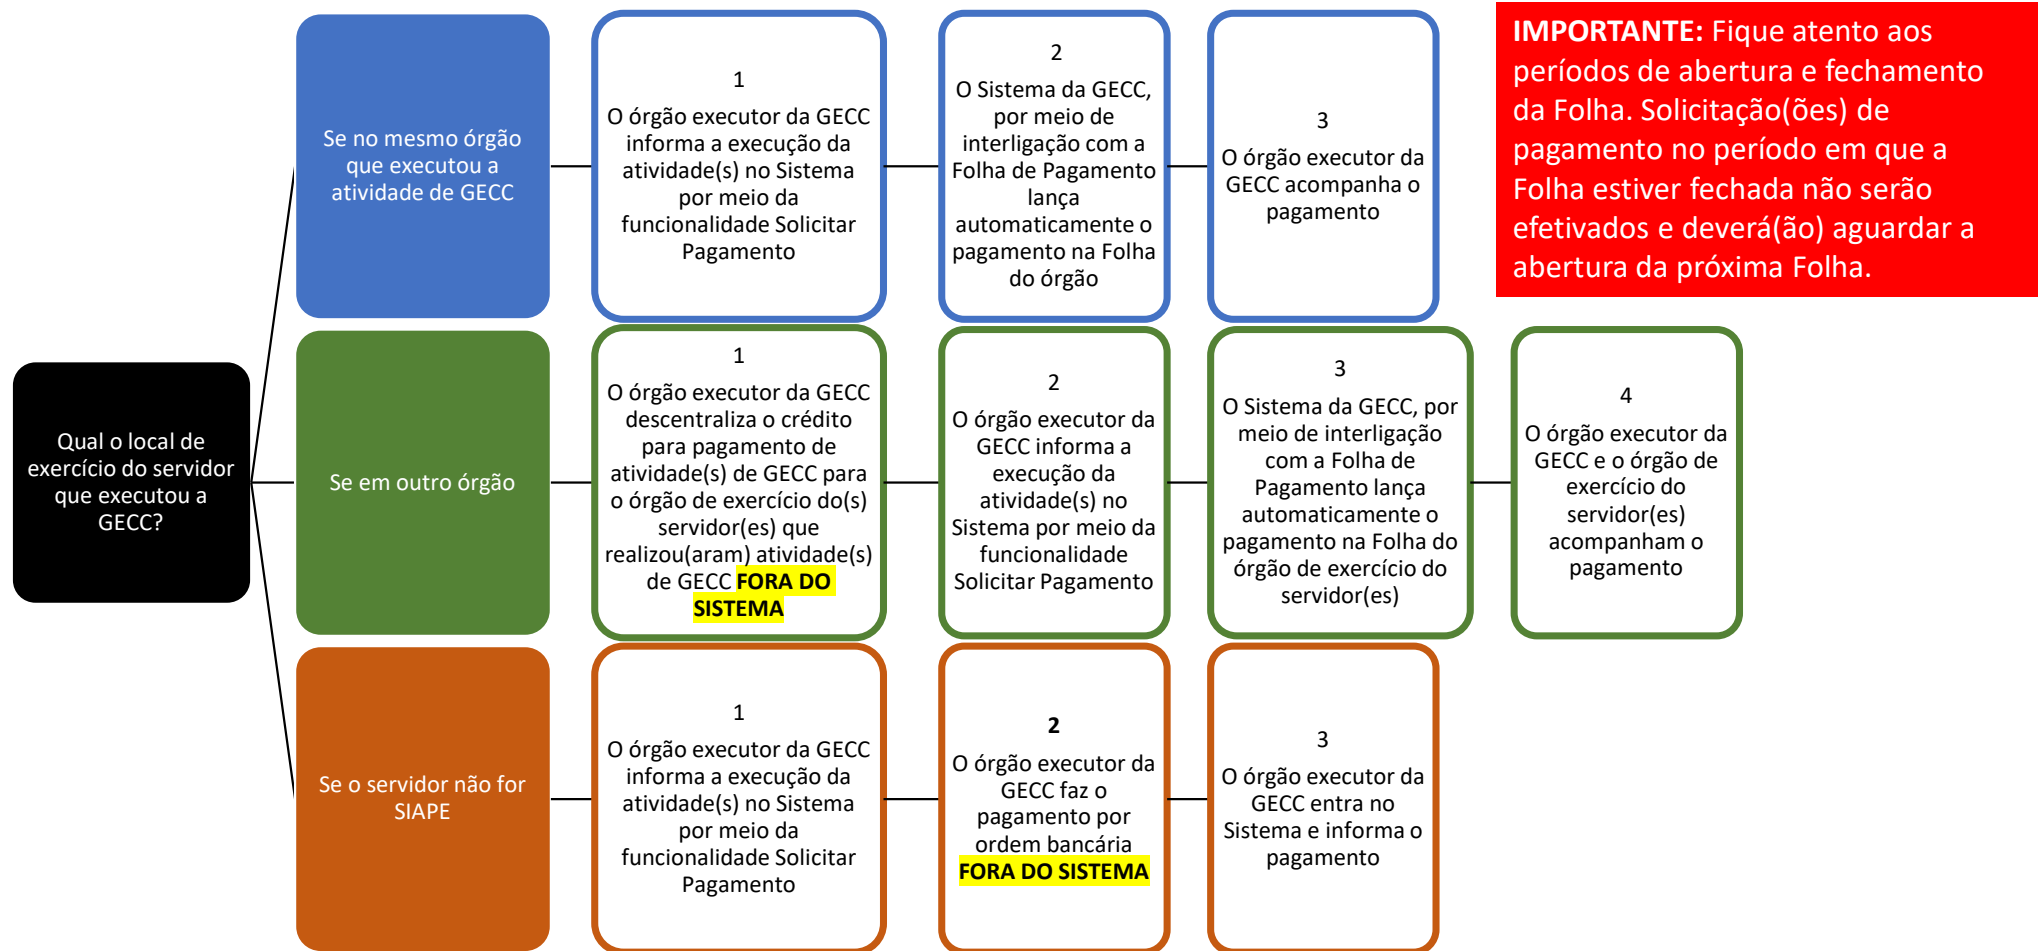 Qual o local de
exercício do servidor
que executou a
GECC?
Se no mesmo órgão
que executou a
atividade de GECC
1
O órgão executor da GECC
informa a execução da
atividade(s) no Sistema
por meio da
funcionalidade Solicitar
Pagamento
2
O Sistema da GECC,
por meio de
interligação com a
Folha de Pagamento
lança
automaticamente o
pagamento na Folha
do órgão
3
O órgão executor da
GECC acompanha o
pagamento
IMPORTANTE: Fique atento aos
períodos de abertura e fechamento
da Folha. Solicitação(ões) de
pagamento no período em que a
Folha estiver fechada não serão
efetivados e deverá(ão) aguardar a
abertura da próxima Folha.
Se em outro órgão
1
O órgão executor da GECC
descentraliza o crédito
para pagamento de
atividade(s) de GECC para
o órgão de exercício do(s)
servidor(es) que
realizou(aram) atividade(s)
de GECC FORA DO
SISTEMA
2
O órgão executor da
GECC informa a
execução da
atividade(s) no
Sistema por meio da
funcionalidade
Solicitar Pagamento
3
O Sistema da GECC, por
meio de interligação
com a Folha de
Pagamento lança
automaticamente o
pagamento na Folha do
órgão de exercício do
servidor(es)
4
O órgão executor da
GECC e o órgão de
exercício do
servidor(es)
acompanham o
pagamento
Se o servidor não for
SIAPE
1
O órgão executor da GECC
informa a execução da
atividade(s) no Sistema
por meio da
funcionalidade Solicitar
Pagamento
2
O órgão executor da
GECC faz o
pagamento por
ordem bancária
FORA DO SISTEMA
3
O órgão executor da
GECC entra no
Sistema e informa o
pagamento